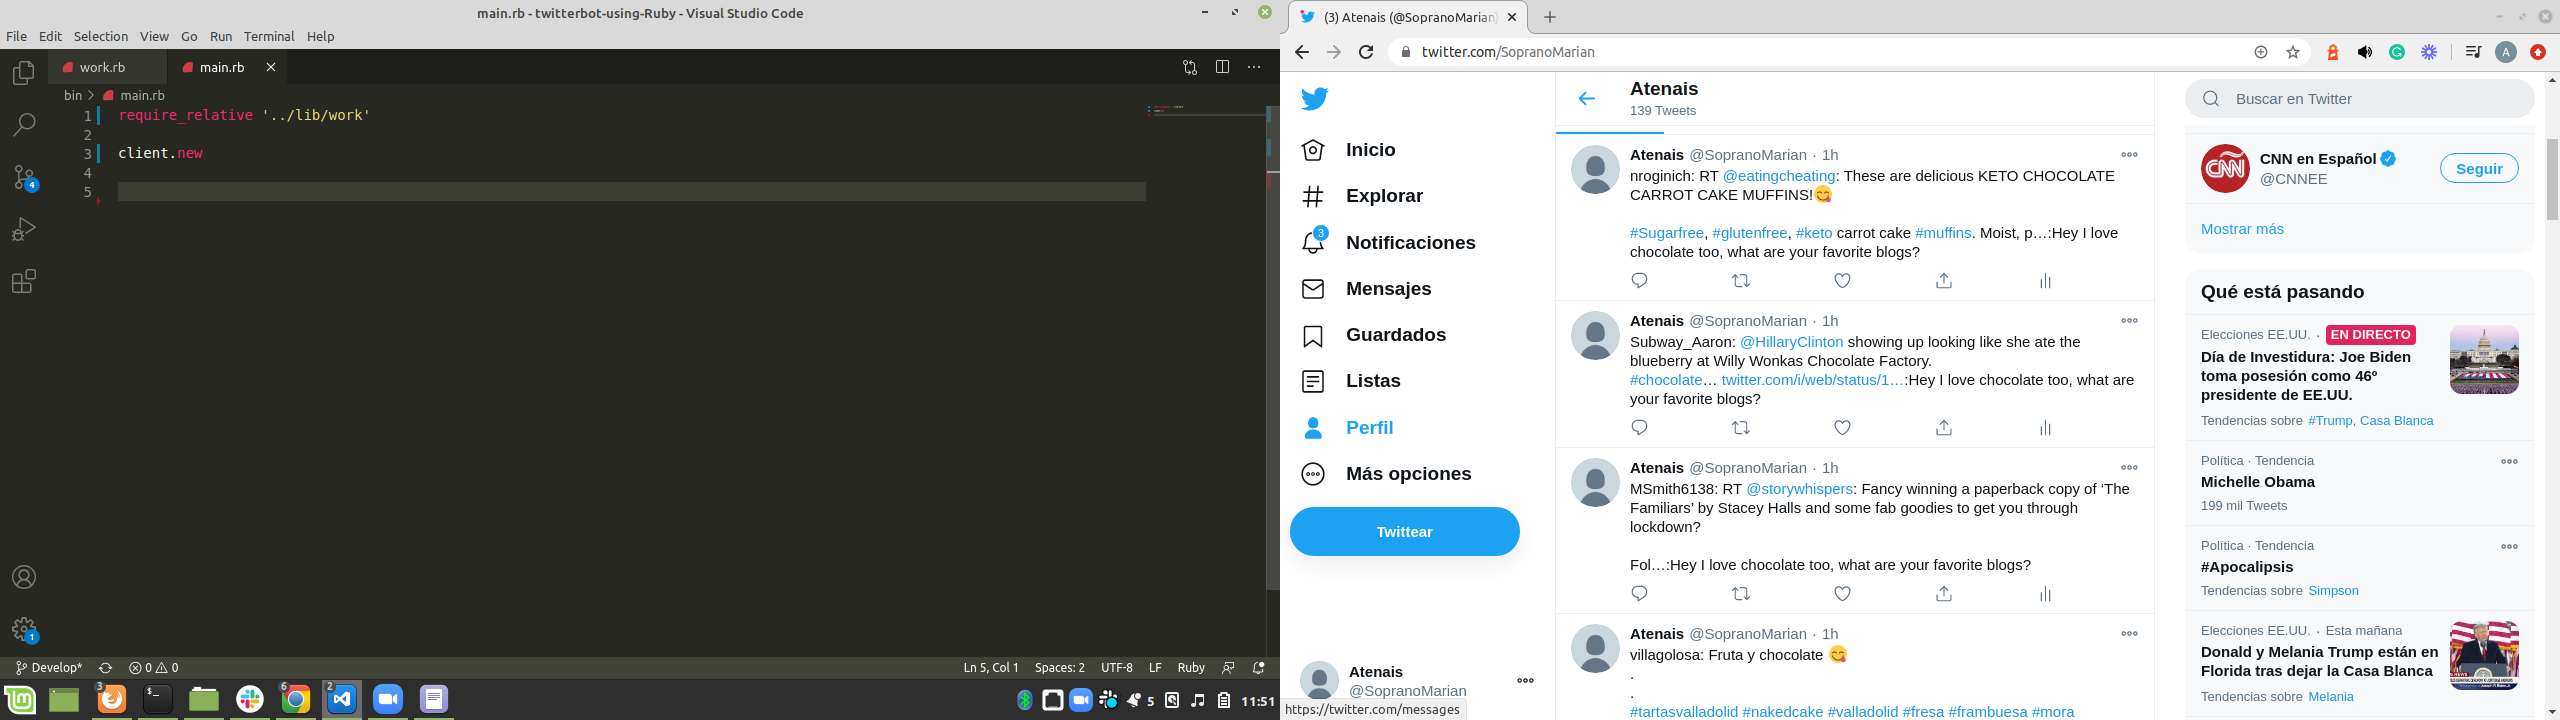 main.rb - twitterbot-using-Ruby - Visual Studio Code
File Edit Selection View Go Run Terminal Help
work.rb
main.rb
bin > main.rb
1 require_relative '../lib/work'
2
3 client.new
4
5
4
1
Develop* 0 0
Ln 5, Col 1 Spaces: 2 UTF-8 LF Ruby
3 6 2 5 11:51
(3) Atenais (@SopranoMarian)
twitter.com/SopranoMarian
A
Inicio
Explorar
3
Notificaciones
Mensajes
Guardados
Listas
Perfil
Más opciones
Twittear
Atenais
@SopranoMarian
https://twitter.com/messages
Atenais
139 Tweets
Atenais @SopranoMarian · 1h
nroginich: RT @eatingcheating: These are delicious KETO CHOCOLATE
CARROT CAKE MUFFINS!😋
#Sugarfree, #glutenfree, #keto carrot cake #muffins. Moist, p…:Hey I love
chocolate too, what are your favorite blogs?
Atenais @SopranoMarian · 1h
Subway_Aaron: @HillaryClinton showing up looking like she ate the
blueberry at Willy Wonkas Chocolate Factory.
#chocolate… twitter.com/i/web/status/1…:Hey I love chocolate too, what are
your favorite blogs?
Atenais @SopranoMarian · 1h
MSmith6138: RT @storywhispers: Fancy winning a paperback copy of ‘The
Familiars’ by Stacey Halls and some fab goodies to get you through
lockdown?
Fol…:Hey I love chocolate too, what are your favorite blogs?
Atenais @SopranoMarian · 1h
villagolosa: Fruta y chocolate 😋
.
.
#tartasvalladolid #nakedcake #valladolid #fresa #frambuesa #mora
Buscar en Twitter
CNN
CNN en Español
@CNNEE
Seguir
Mostrar más
Qué está pasando
Elecciones EE.UU. · EN DIRECTO
Día de Investidura: Joe Biden
toma posesión como 46º
presidente de EE.UU.
Tendencias sobre #Trump, Casa Blanca
Política · Tendencia
Michelle Obama
199 mil Tweets
Política · Tendencia
#Apocalipsis
Tendencias sobre Simpson
Elecciones EE.UU. · Esta mañana
Donald y Melania Trump están en
Florida tras dejar la Casa Blanca
Tendencias sobre Melania